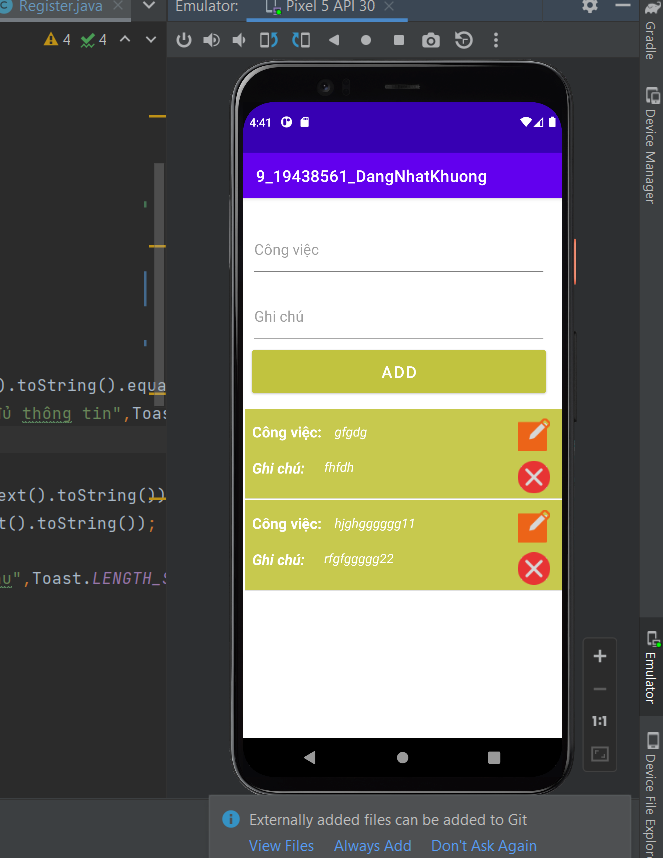 Register.java
Emulator:
Pixel 5 API 30
4
4
Gradle
Device Manager
4:41
9_19438561_DangNhatKhuong
Công việc
Ghi chú
ADD
).toString().equa
ủ thông tin",Toas
Công việc: gfgdg
Ghi chú: fhfdh
ext().toString())
t().toString());
Công việc: hjghgggggg11
Ghi chú: rfgfggggg22
u",Toast.LENGTH_S
Emulator
1:1
Device File Explor
Externally added files can be added to Git
View Files Always Add Don't Ask Again